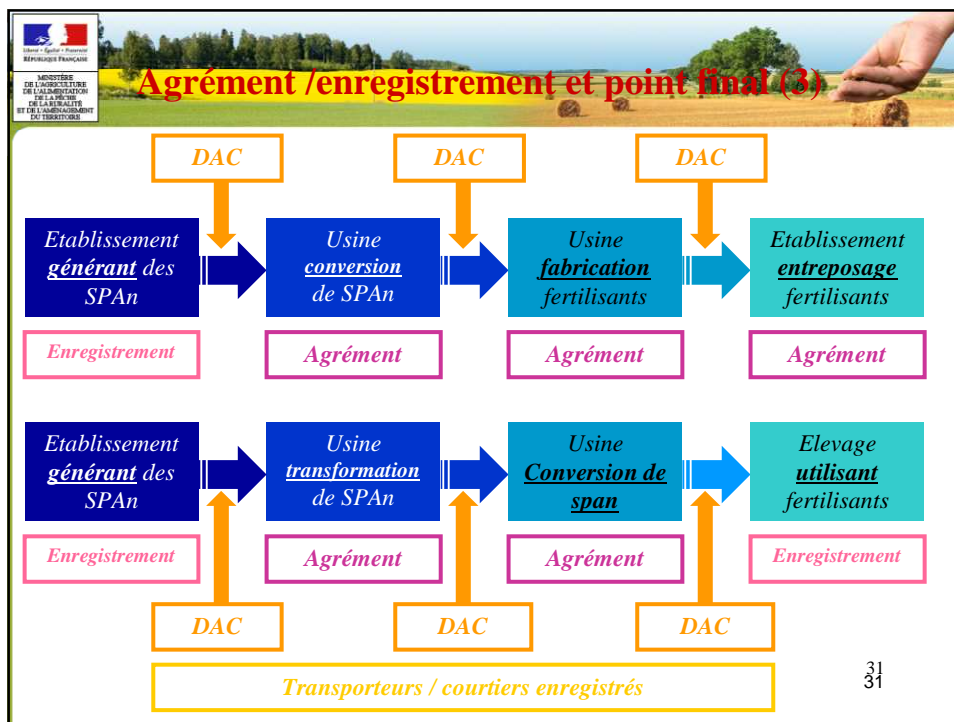 Liberté • Égalité • Fraternité
RÉPUBLIQUE FRANÇAISE
MINISTÈRE
DE L'AGRICULTURE
DE L'ALIMENTATION
DE LA PÊCHE
DE LA RURALITÉ
ET DE L'AMÉNAGEMENT
DU TERRITOIRE
Agrément /enregistrement et point final (3)
DAC
DAC
DAC
Etablissement
générant des
SPAn
Usine
conversion
de SPAn
Usine
fabrication
fertilisants
Etablissement
entreposage
fertilisants
Enregistrement
Agrément
Agrément
Agrément
Etablissement
générant des
SPAn
Usine
transformation
de SPAn
Usine
Conversion de
span
Elevage
utilisant
fertilisants
Enregistrement
Agrément
Agrément
Enregistrement
DAC
DAC
DAC
Transporteurs / courtiers enregistrés
31
31